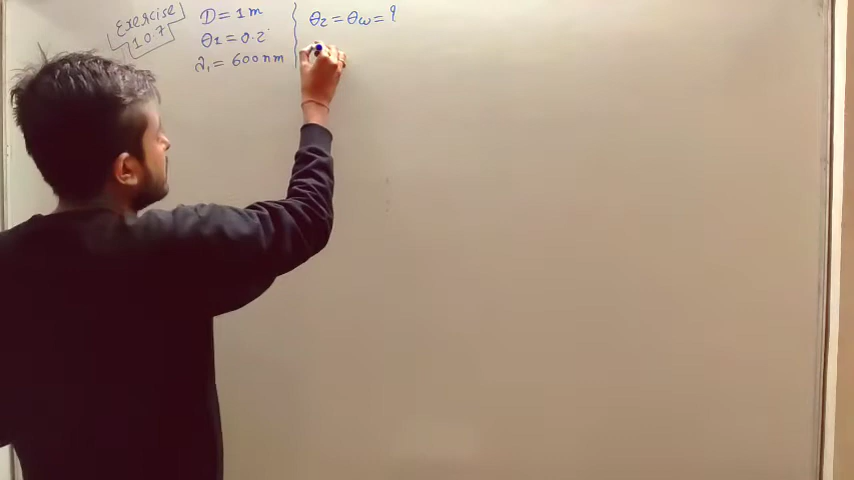 Exercise
10.7
D = 1 m
θ1 = 0.2°
λ₁ = 600 nm
θ₂ = θω = ?